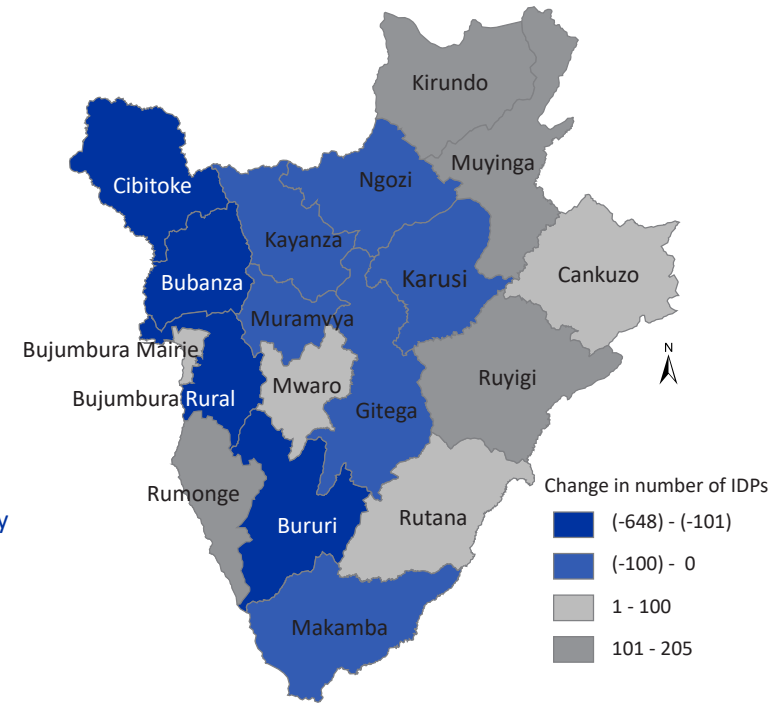 Kirundo
Muyinga
Ngozi
Cibitoke
Kayanza
Cankuzo
Karusi
Bubanza
Muramvya
N
Bujumbura Mairie
Mwaro
Ruyigi
Bujumbura Rural
Gitega
Rumonge
Change in number of IDPs
y
Bururi
Rutana
(-648) - (-101)
(-100) - 0
1 - 100
Makamba
101 - 205